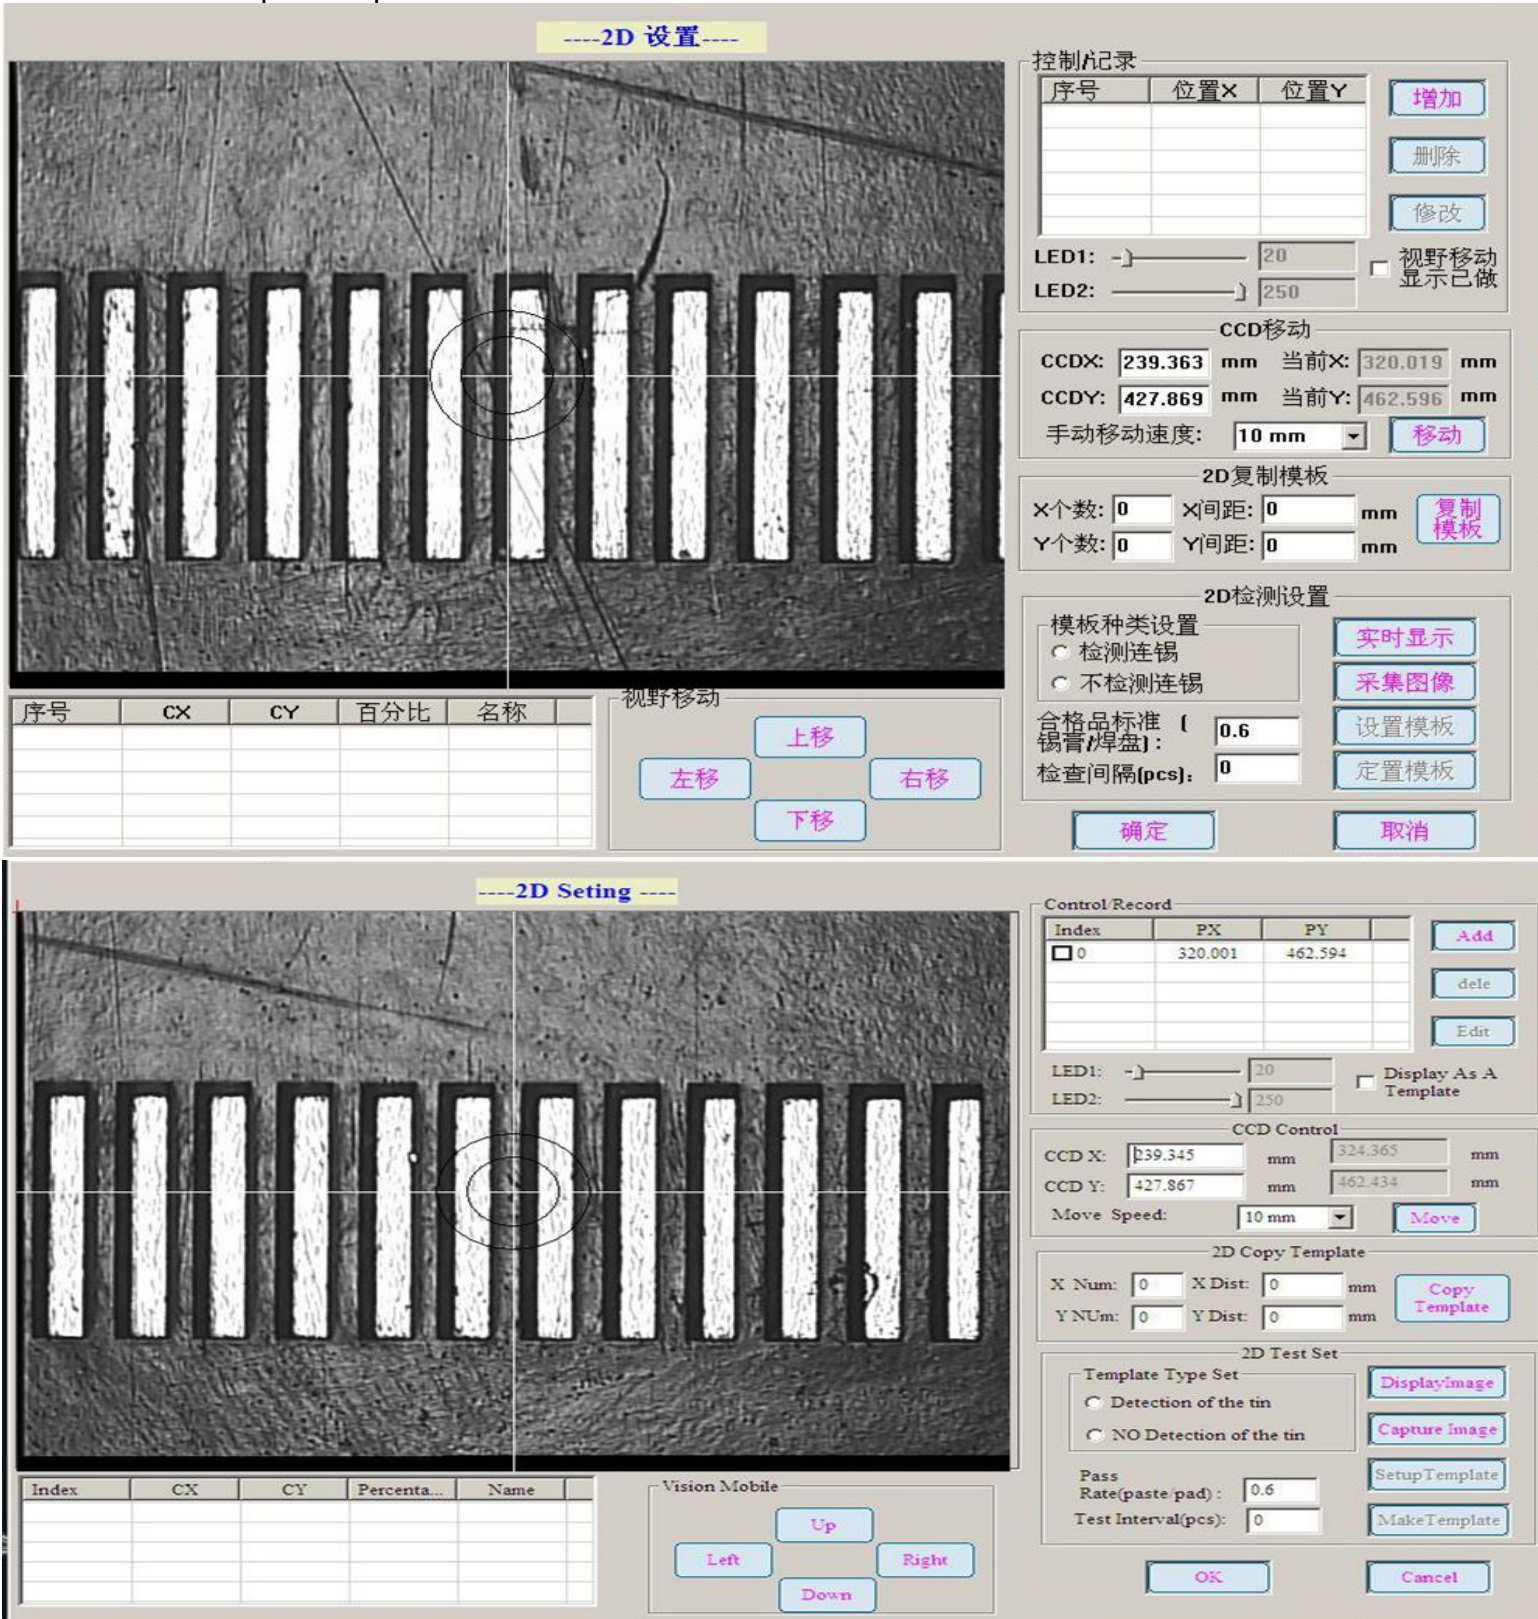 ----2D 设置----
控制/记录
序号 位置X 位置Y
增加
删除
修改
LED1: 20
LED2: 250
视野移动
显示已做
CCD移动
CCDX: 239.363 mm 当前X: 320.019 mm
CCDY: 427.869 mm 当前Y: 462.596 mm
手动移动速度: 10 mm 移动
2D复制模板
X个数: 0 X间距: 0 mm
Y个数: 0 Y间距: 0 mm
复制
模板
2D检测设置
模板种类设置
检测连锡
不检测连锡
实时显示
采集图像
设置模板
定置模板
合格品标准 (
锡膏/焊盘) : 0.6
检查间隔(pcs): 0
确定 取消
序号 CX CY 百分比 名称
视野移动
上移
左移 右移
下移
----2D Seting ----
Control/Record
Index PX PY
0 320.001 462.594
Add
dele
Edit
LED1: 20
LED2: 250
Display As A
Template
CCD Control
CCD X: 239.345 mm 324.365 mm
CCD Y: 427.867 mm 462.434 mm
Move Speed: 10 mm Move
2D Copy Template
X Num: 0 X Dist: 0 mm
Y NUm: 0 Y Dist: 0 mm
Copy
Template
2D Test Set
Template Type Set
Detection of the tin
NO Detection of the tin
DisplayImage
Capture Image
SetupTemplate
MakeTemplate
Pass
Rate(paste/pad) : 0.6
Test Interval(pcs): 0
OK Cancel
Index CX CY Percenta... Name
Vision Mobile
Up
Left Right
Down